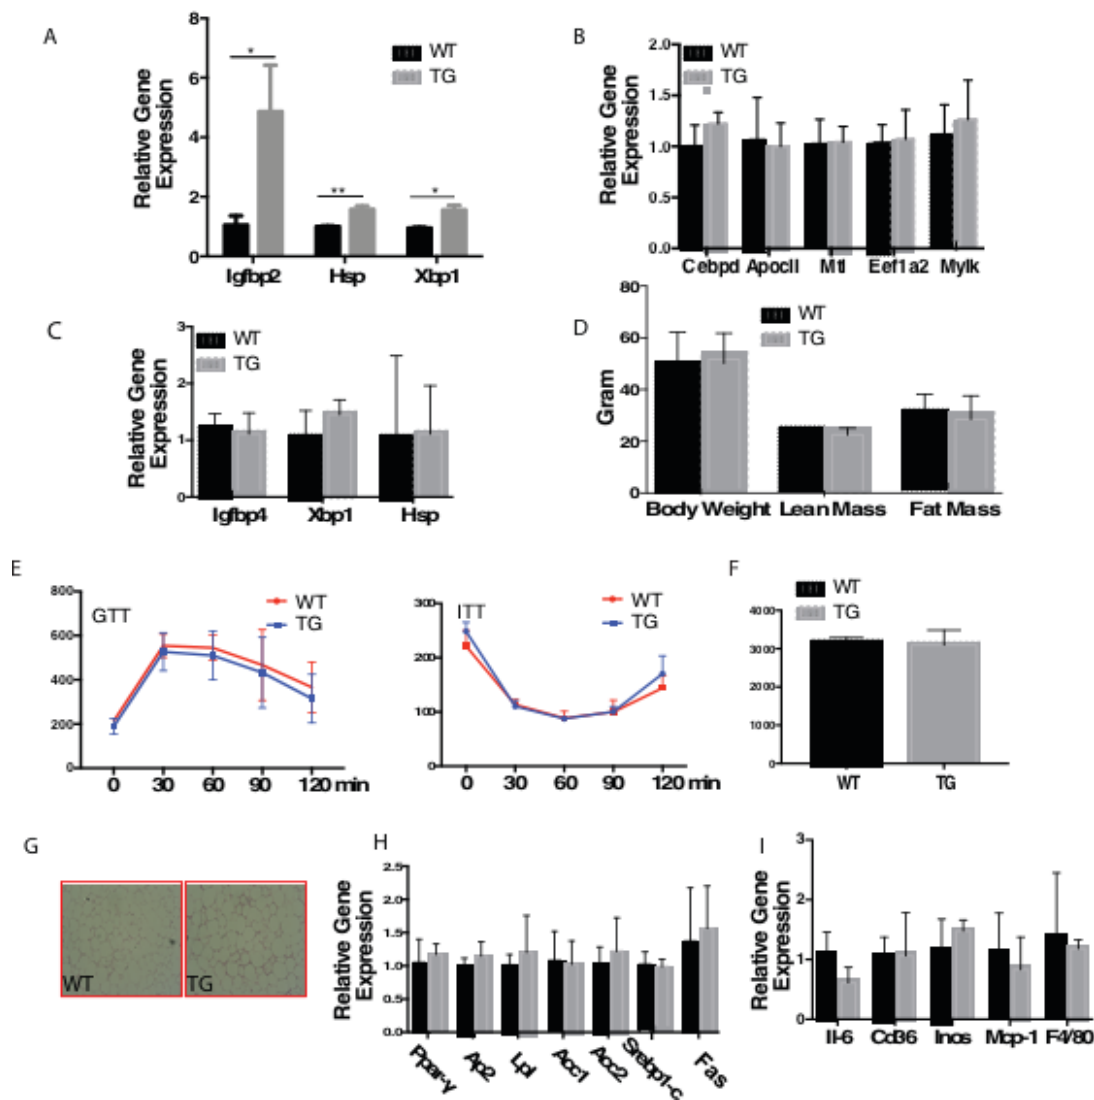 A
8
6
4
2
0
Relative Gene
Expression
WT
TG
*
**
*
Igfbp2 Hsp Xbp1
B
2.0
1.5
1.0
0.5
0.0
Relative Gene
Expression
WT
TG
Cebpd ApocII Mtl Eef1a2 Mylk
C
3
2
1
0
Relative Gene
Expression
WT
TG
Igfbp4 Xbp1 Hsp
D
80
60
40
20
0
Gram
WT
TG
Body Weight Lean Mass Fat Mass
E
800
600
400
200
0
GTT
WT
TG
0 30 60 90 120 min
300
200
100
0
ITT
WT
TG
0 30 60 90 120 min
F
4000
3000
2000
1000
0
WT
TG
WT TG
G
WT
TG
H
2.5
2.0
1.5
1.0
0.5
0.0
Relative Gene
Expression
Ppar-γ Ap2 Lpl Acc1 Acc2 Srebp1-c Fas
I
3
2
1
0
Relative Gene
Expression
Il-6 Cd36 Inos Mcp-1 F4/80